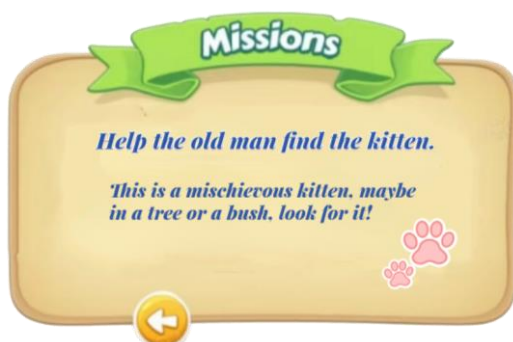 Missions
Help the old man find the kitten.
This is a mischievous kitten, maybe
in a tree or a bush, look for it!